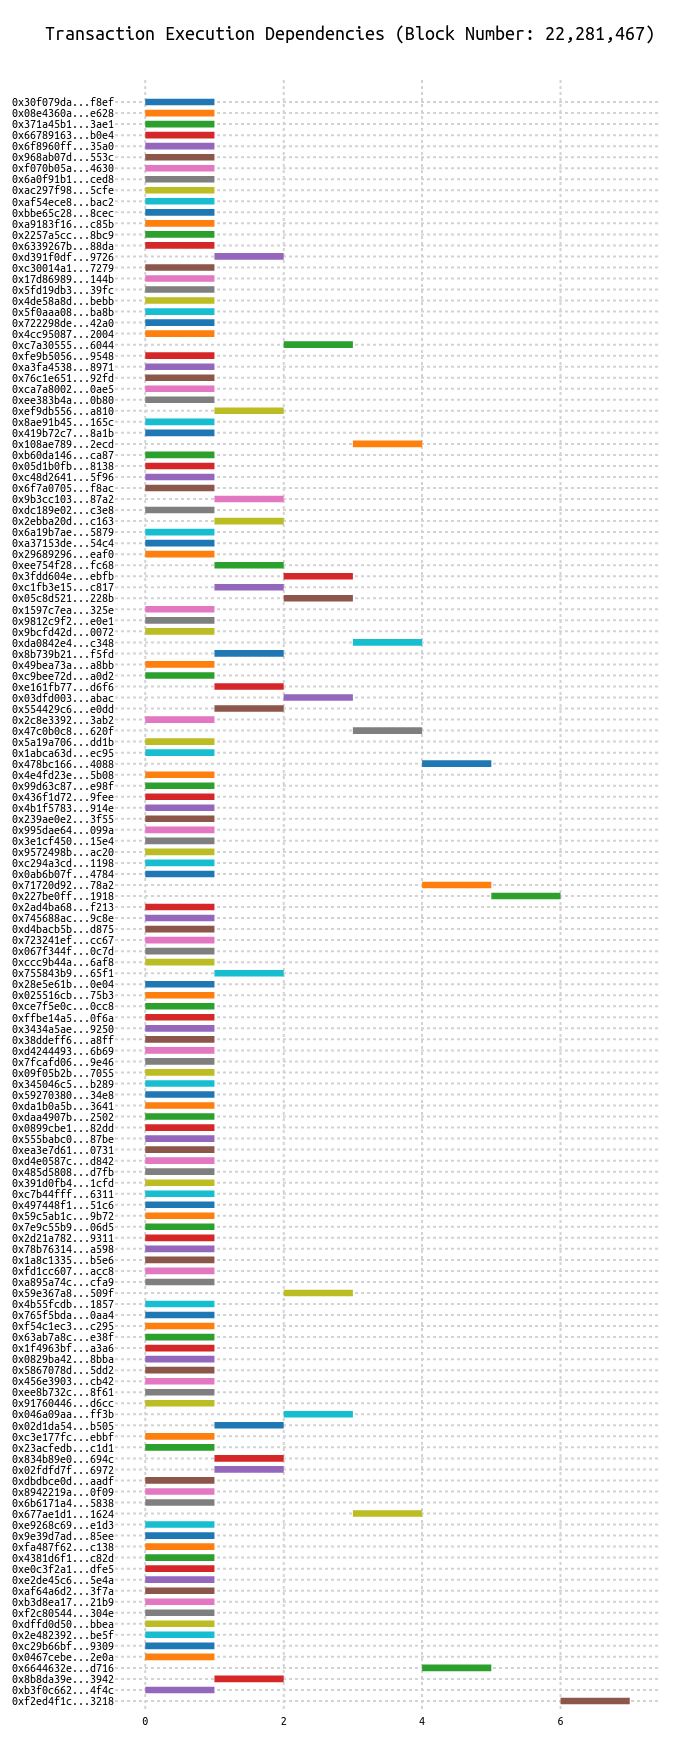 Transaction Execution Dependencies (Block Number: 22,281,467)
0x30f079da...f8ef
0x08e4360a...e628
0x371a45b1...3ae1
0x66789163...b0e4
0x6f8960ff...35a0
0x968ab07d...553c
0xf070b05a...4630
0x6a0f91b1...ced8
0xac297f98...5cfe
0xaf54ece8...bac2
0xbbe65c28...8cec
0xa9183f16...c85b
0x2257a5cc...8bc9
0x6339267b...88da
0xd391f0df...9726
0xc30014a1...7279
0x17d86989...144b
0x5fd19db3...39fc
0x4de58a8d...bebb
0x5f0aaa08...ba8b
0x722298de...42a0
0x4cc95087...2004
0xc7a30555...6044
0xfe9b5056...9548
0xa3fa4538...8971
0x76c1e651...92fd
0xca7a8002...0ae5
0xee383b4a...0b80
0xef9db556...a810
0x8ae91b45...165c
0x419b72c7...8a1b
0x108ae789...2ecd
0xb60da146...ca87
0x05d1b0fb...8138
0xc48d2641...5f96
0x6f7a0705...f8ac
0x9b3cc103...87a2
0xdc189e02...c3e8
0x2ebba20d...c163
0x6a19b7ae...5879
0xa37153de...54c4
0x29689296...eaf0
0xee754f28...fc68
0x3fdd604e...ebfb
0xc1fb3e15...c817
0x05c8d521...228b
0x1597c7ea...325e
0x9812c9f2...e0e1
0x9bcfd42d...0072
0xda0842e4...c348
0x8b739b21...f5fd
0x49bea73a...a8bb
0xc9bee72d...a0d2
0xe161fb77...d6f6
0x03dfd003...abac
0x554429c6...e0dd
0x2c8e3392...3ab2
0x47c0b0c8...620f
0x5a19a706...dd1b
0x1abca63d...ec95
0x478bc166...4088
0x4e4fd23e...5b08
0x99d63c87...e98f
0x436f1d72...9fee
0x4b1f5783...914e
0x239ae0e2...3f55
0x995dae64...099a
0x3e1cf450...15e4
0x9572498b...ac20
0xc294a3cd...1198
0x0ab6b07f...4784
0x71720d92...78a2
0x227be0ff...1918
0x2ad4ba68...f213
0x745688ac...9c8e
0xd4bacb5b...d875
0x723241ef...cc67
0x067f344f...0c7d
0xccc9b44a...6af8
0x755843b9...65f1
0x28e5e61b...0e04
0x025516cb...75b3
0xce7f5e0c...0cc8
0xffbe14a5...0f6a
0x3434a5ae...9250
0x38ddeff6...a8ff
0xd4244493...6b69
0x7fcafd06...9e46
0x09f05b2b...7055
0x345046c5...b289
0x59270380...34e8
0xda1b0a5b...3641
0xdaa4907b...2502
0x0899cbe1...82dd
0x555babc0...87be
0xea3e7d61...0731
0xd4e0587c...d842
0x485d5808...d7fb
0x391d0fb4...1cfd
0xc7b44fff...6311
0x497448f1...51c6
0x59c5ab1c...9b72
0x7e9c55b9...06d5
0x2d21a782...9311
0x78b76314...a598
0x1a8c1335...b5e6
0xfd1cc607...acc8
0xa895a74c...cfa9
0x59e367a8...509f
0x4b55fcdb...1857
0x765f5bda...0aa4
0xf54c1ec3...c295
0x63ab7a8c...e38f
0x1f4963bf...a3a6
0x0829ba42...8bba
0x5867078d...5dd2
0x456e3903...cb42
0xee8b732c...8f61
0x91760446...d6cc
0x046a09aa...ff3b
0x02d1da54...b505
0xc3e177fc...ebbf
0x23acfedb...c1d1
0x834b89e0...694c
0x02fdfd7f...6972
0xdbdbce0d...aadf
0x8942219a...0f09
0x6b6171a4...5838
0x677ae1d1...1624
0xe9268c69...e1d3
0x9e39d7ad...85ee
0xfa487f62...c138
0x4381d6f1...c82d
0xe0c3f2a1...dfe5
0xe2de45c6...5e4a
0xaf64a6d2...3f7a
0xb3d8ea17...21b9
0xf2c80544...304e
0xdffd0d50...bbea
0x2e482392...be5f
0xc29b66bf...9309
0x0467cebe...2e0a
0x6644632e...d716
0x8b8da39e...3942
0xb3f0c662...4f4c
0xf2ed4f1c...3218
0 2 4 6